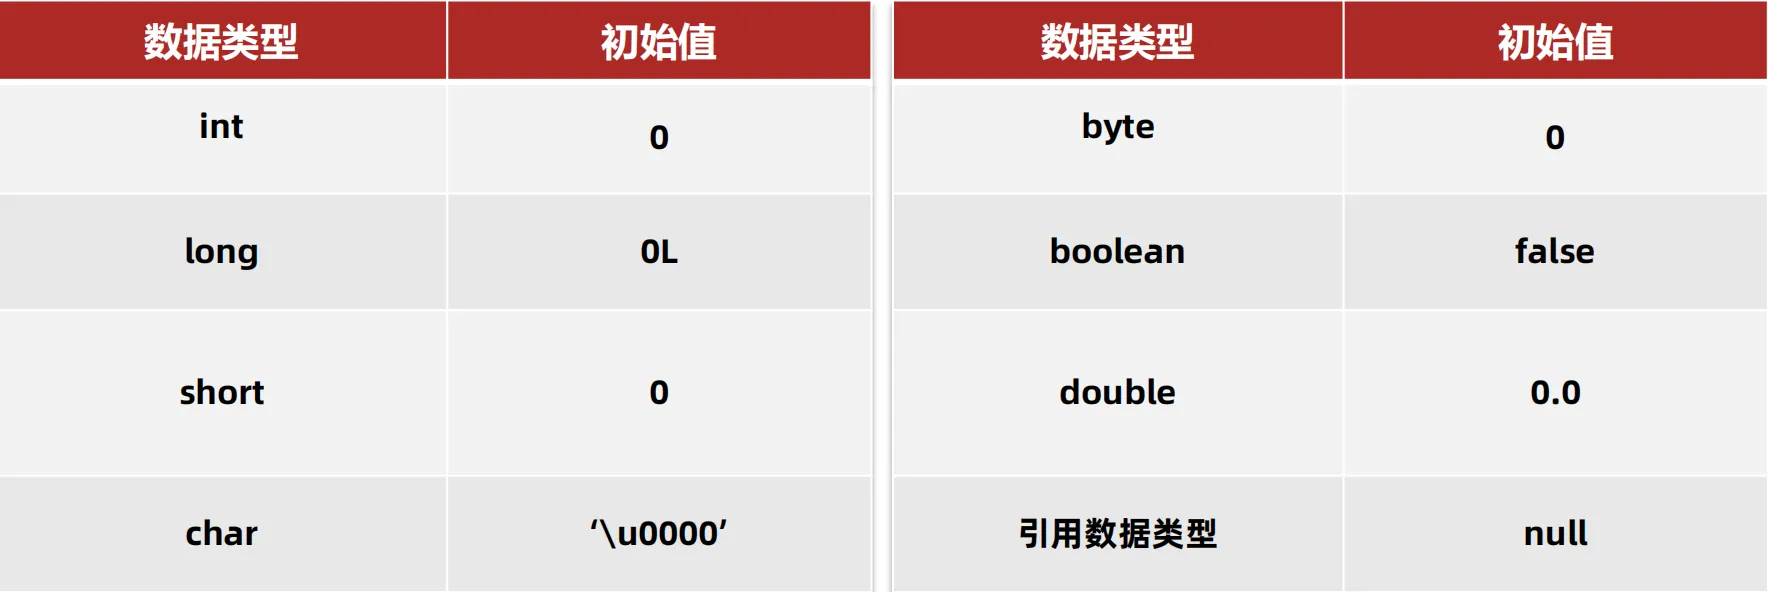 数据类型 初始值
int 0
long 0L
short 0
char ‘\u0000’
数据类型 初始值
byte 0
boolean false
double 0.0
引用数据类型 null